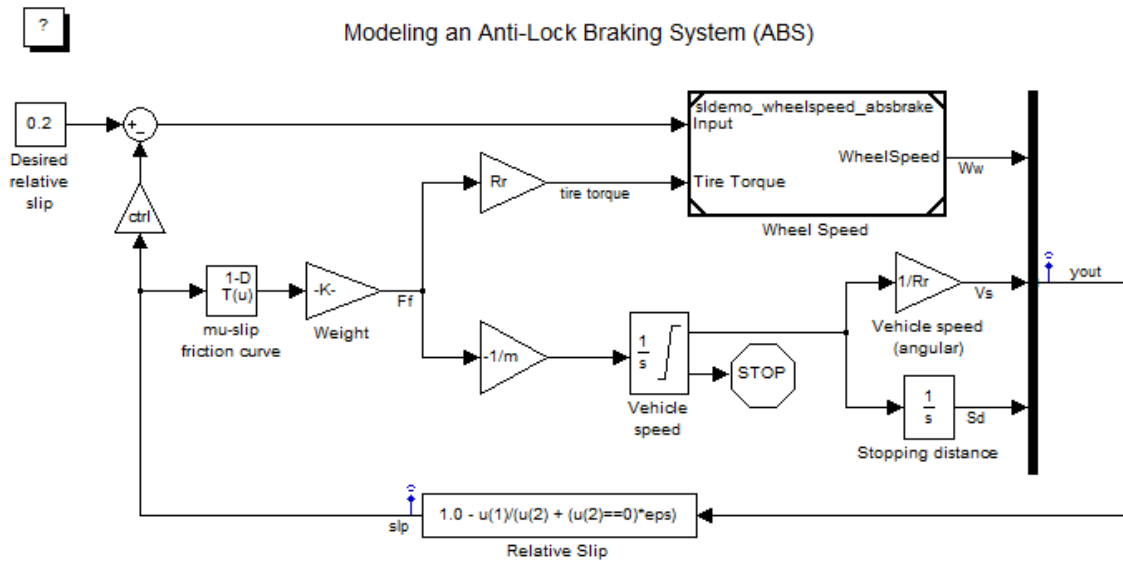 ?
Modeling an Anti-Lock Braking System (ABS)
0.2
Desired
relative
slip
+
-
ctrl
sldemo_wheelspeed_absbrake
Input
WheelSpeed
Tire Torque
Wheel Speed
Ww
Rr
tire torque
1-D
T(u)
mu-slip
friction curve
-K-
Weight
Ff
-1/m
1
s
Vehicle
speed
STOP
1/Rr
Vs
Vehicle speed
(angular)
1
s
Sd
Stopping distance
yout
slp
1.0 - u(1)/(u(2) + (u(2)==0)*eps)
Relative Slip